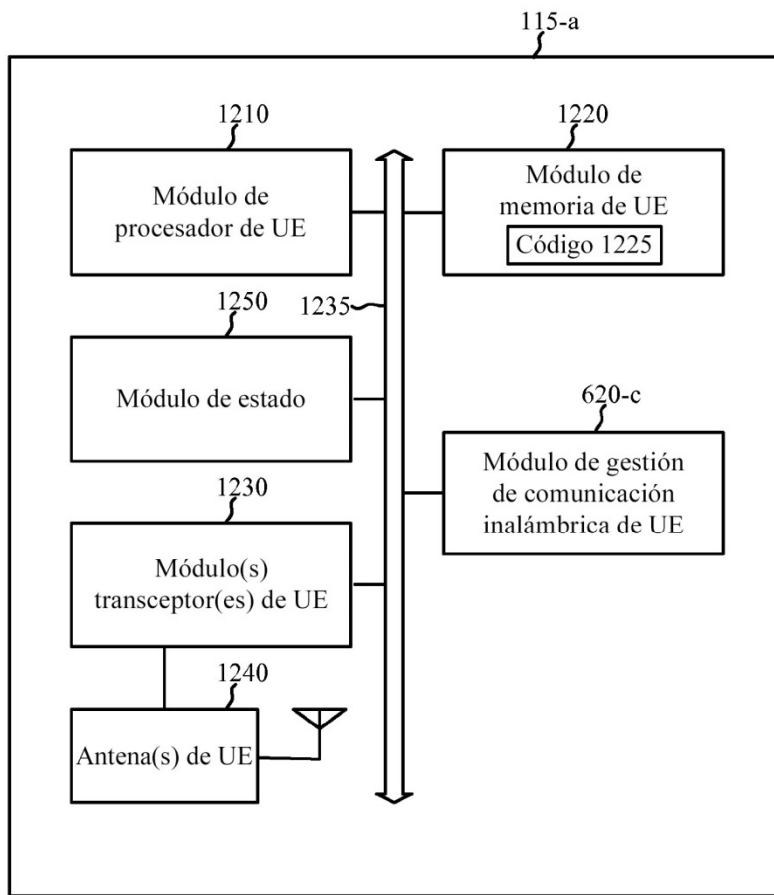 115-a
1210
Módulo de
procesador de UE
1220
Módulo de
memoria de UE
Código 1225
1235
1250
Módulo de estado
620-c
Módulo de gestión
de comunicación
inalámbrica de UE
1230
Módulo(s)
transceptor(es) de UE
1240
Antena(s) de UE